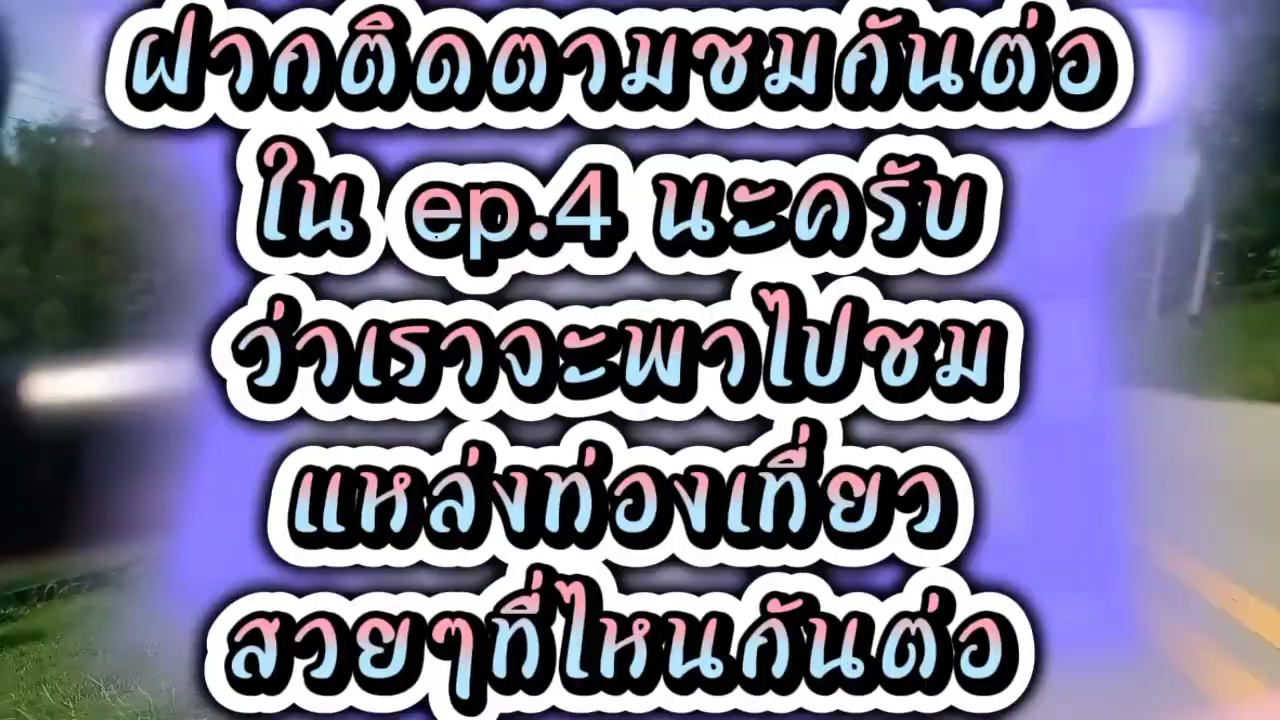 ฝากติดตามชมกันต่อ
ใน ep.4 นะครับ
ว่าเราจะพาไปชม
แหล่งท่องเที่ยว
สวยๆที่ไหนกันต่อ